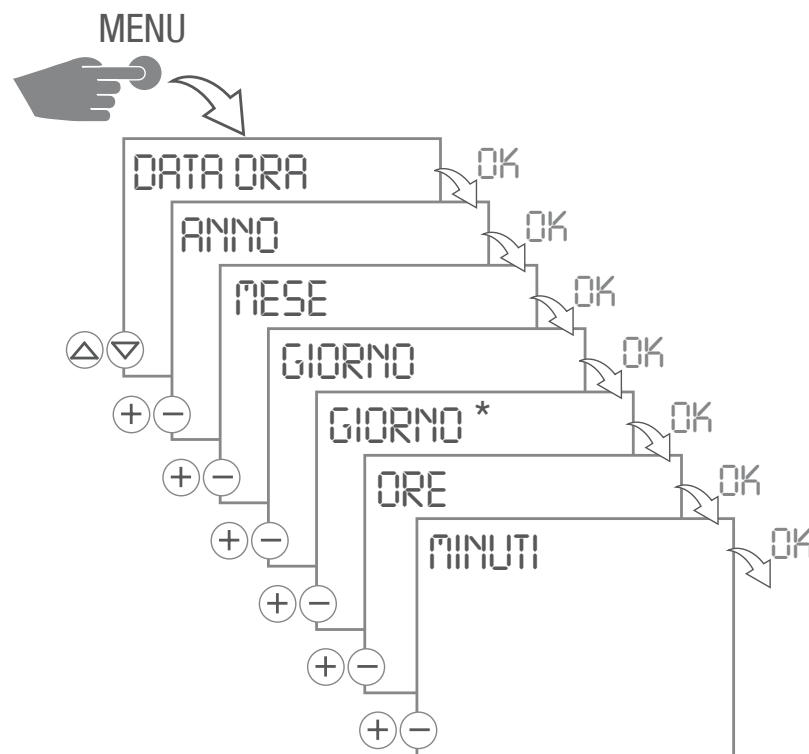 MENU
DATA ORA
OK
ANNO
OK
MESE
OK
GIORNO
OK
GIORNO *
OK
ORE
OK
MINUTI
OK